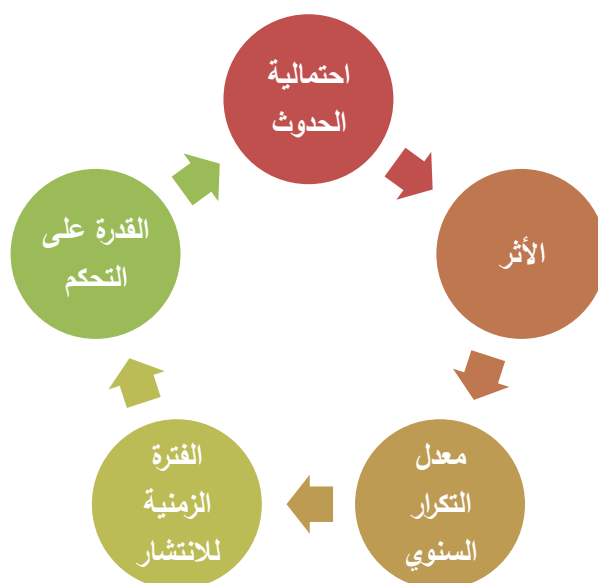 احتمالية
الحدوث
الأثر
معدل
التكرار
السنوي
الفترة
الزمنية
للانتشار
القدرة على
التحكم